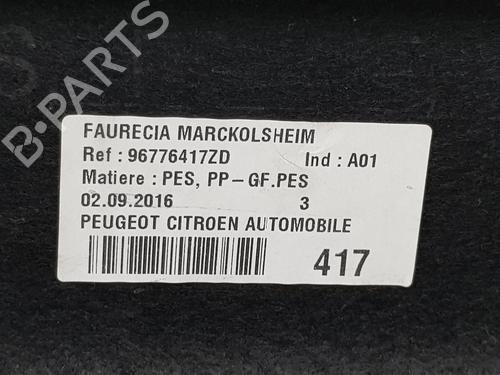 B-PARTS
FAURECIA MARCKOLSHEIM
Ref : 96776417ZD Ind : A01
Matiere : PES, PP-GF.PES
02.09.2016 3
PEUGEOT CITROEN AUTOMOBILE
417